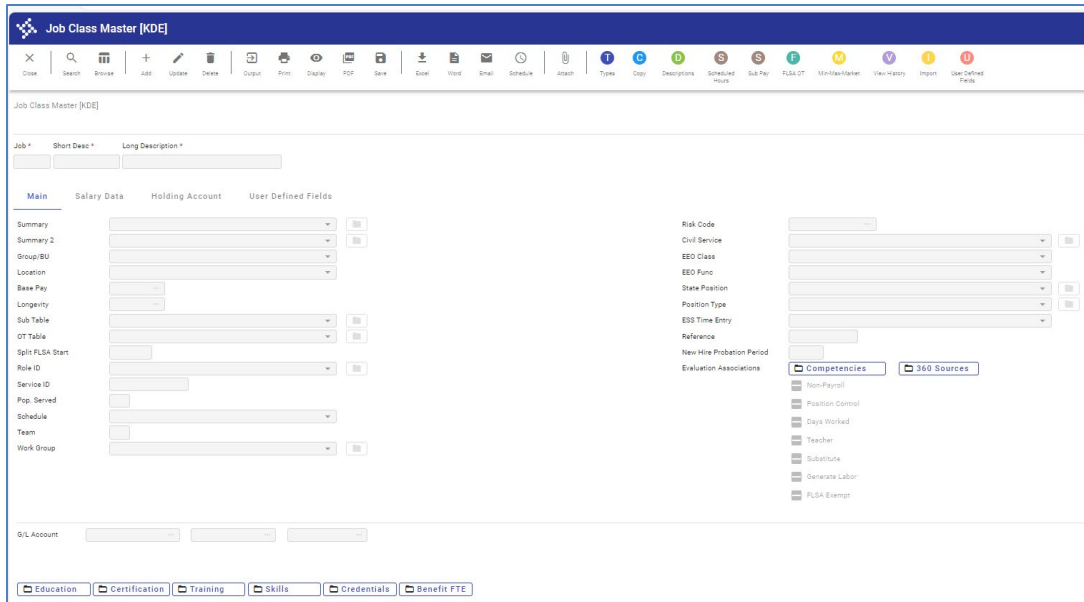 Job Class Master [KDE]
Close Search Browse Add Update Delete Output Print Display PDF Save Excel Word Email Schedule Attach Types Copy Descriptions Scheduled Hours Sub Pay FLSA OT Min-Max-Market View History Import User Defined Fields
Job Class Master [KDE]
Job * Short Desc * Long Description *
Main Salary Data Holding Account User Defined Fields
Summary Risk Code
Summary 2 Civil Service
Group/BU EEO Class
Location EEO Func
Base Pay State Position
Longevity Position Type
Sub Table ESS Time Entry
OT Table Reference
Split FLSA Start New Hire Probation Period
Role ID Evaluation Associations Competencies 360 Sources
Service ID Non-Payroll
Pop. Served Position Control
Schedule Days Worked
Team Teacher
Work Group Substitute
Generate Labor
FLSA Exempt
G/L Account
Education Certification Training Skills Credentials Benefit FTE